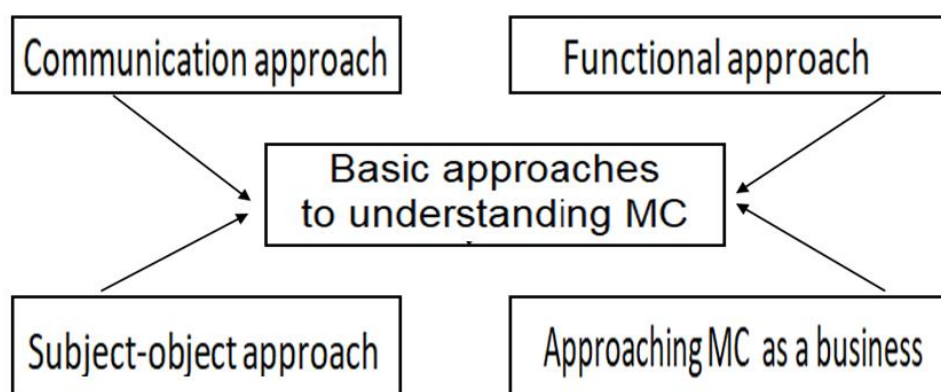 Communication approach
Functional approach
Basic approaches
to understanding MC
Subject-object approach
Approaching MC as a business